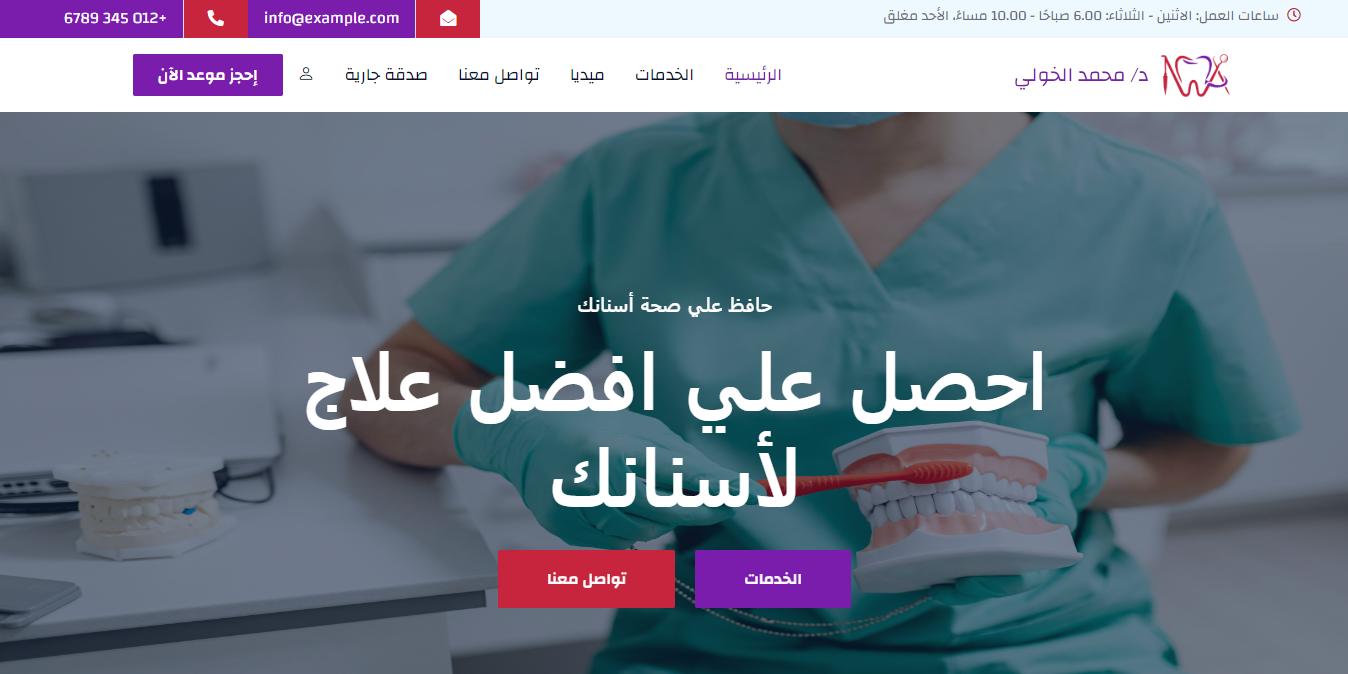 ساعات العمل: الاثنين - الثلاثاء: 6.00 صباحًا - 10.00 مساءً، الأحد مغلق
info@example.com
+012 345 6789
د/ محمد الخولي
الرئيسية
الخدمات
ميديا
تواصل معنا
صدقة جارية
إحجز موعد الآن
حافظ علي صحة أسنانك
احصل علي افضل علاج
لأسنانك
الخدمات
تواصل معنا